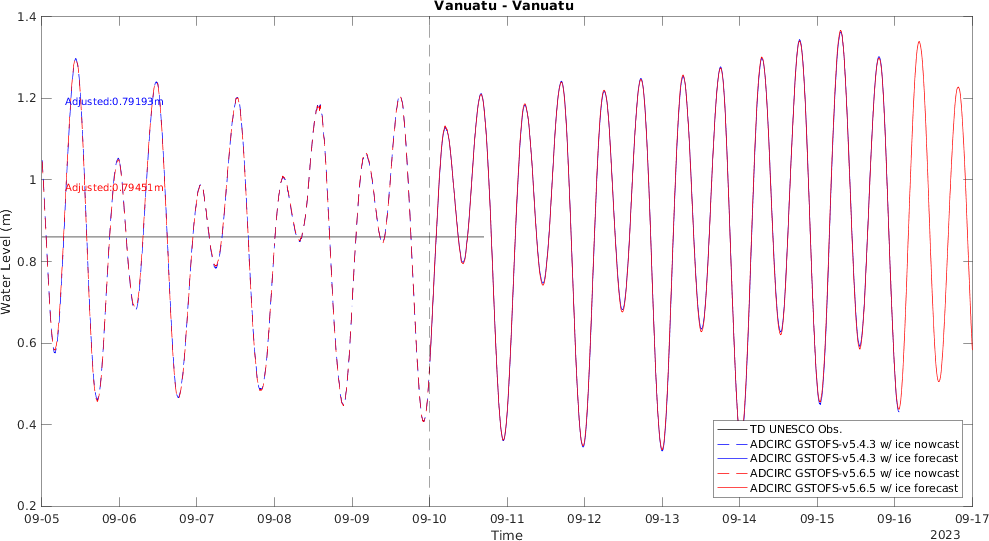 Vanuatu - Vanuatu
1.4
1.2
1
0.8
0.6
0.4
0.2
Water Level (m)
Adjusted:0.79193m
Adjusted:0.79451m
TD UNESCO Obs.
ADCIRC GSTOFS-v5.4.3 w/ ice nowcast
ADCIRC GSTOFS-v5.4.3 w/ ice forecast
ADCIRC GSTOFS-v5.6.5 w/ ice nowcast
ADCIRC GSTOFS-v5.6.5 w/ ice forecast
09-05 09-06 09-07 09-08 09-09 09-10 09-11 09-12 09-13 09-14 09-15 09-16 09-17
Time
2023